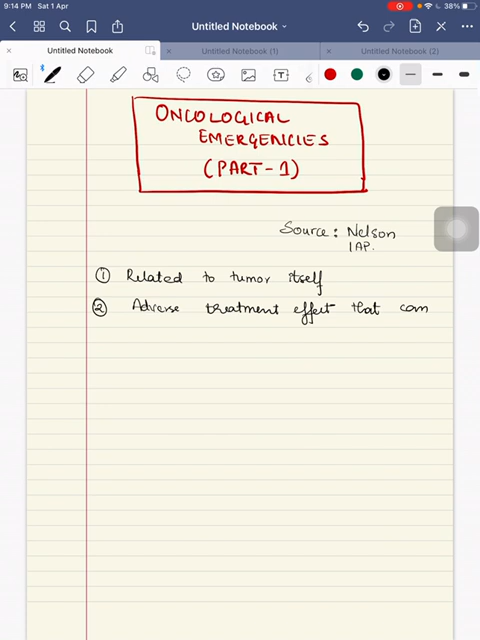 9:14 PM Sat 1 Apr
38%
Untitled Notebook
Untitled Notebook
Untitled Notebook (1)
Untitled Notebook (2)
ONCOLOGICAL
EMERGENCIES
(PART-1)
Source: Nelson
IAP.
① Related to tumor itself
② Adverse treatment effect that com